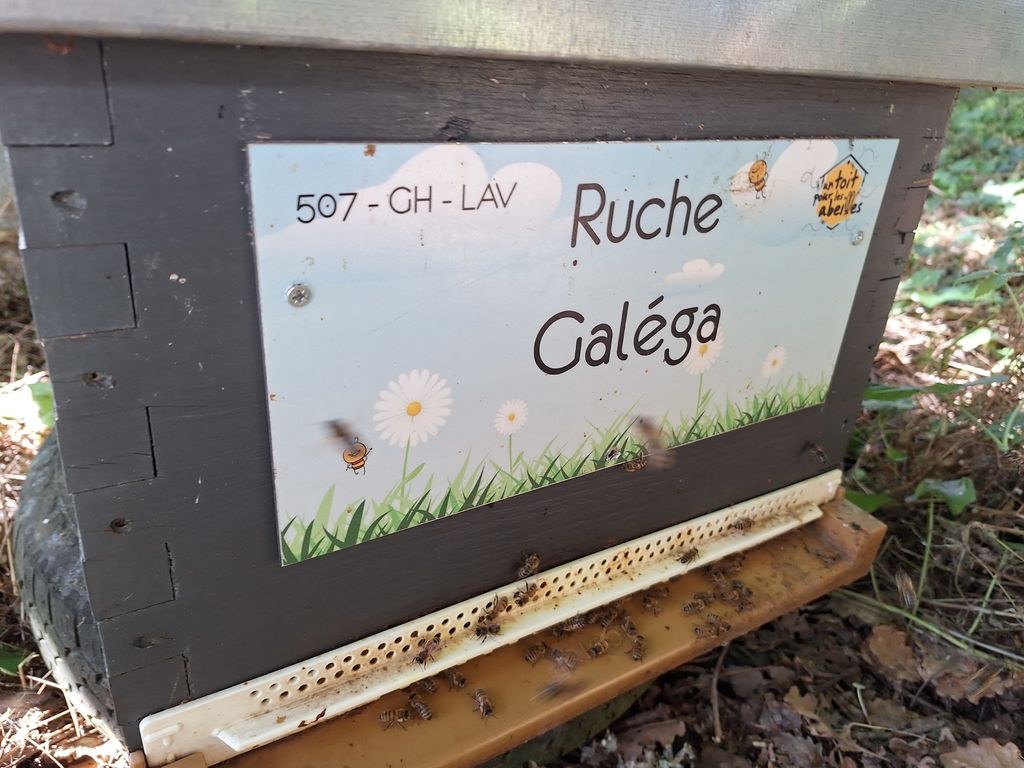 507 - GH - LAV
Ruche
Galéga
Un toit
pour les
abeilles